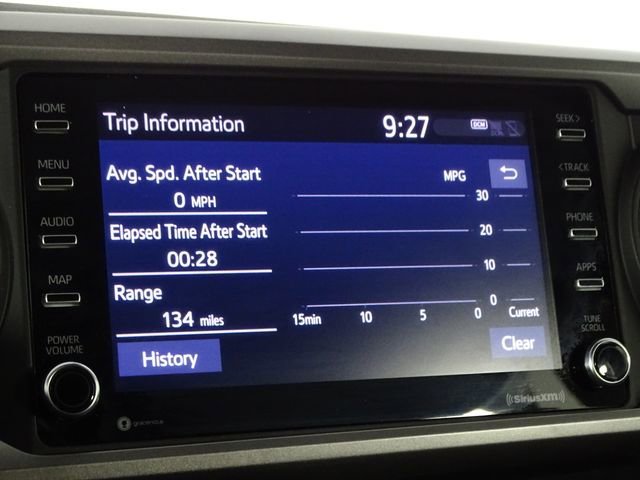 HOME
MENU
AUDIO
MAP
POWER
VOLUME
Trip Information
9:27
DCM
Avg. Spd. After Start
0 MPH
Elapsed Time After Start
00:28
Range
134 miles
History
MPG
30
20
10
0
15min 10 5 0 Current
Clear
SEEK>
<TRACK
PHONE
APPS
TUNE
SCROLL
gracenote
((SiriusXM))